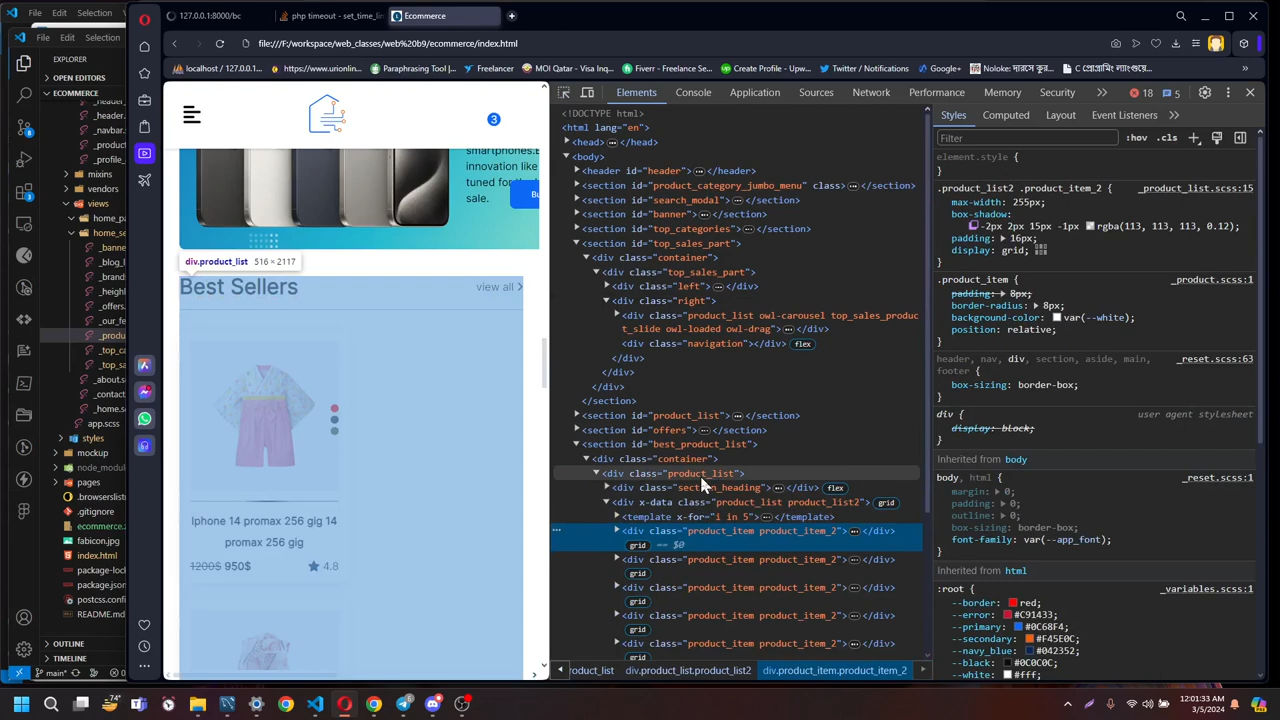 File Edit Selection
127.0.0.1:8000/bc
php timeout - set_time_li
Ecommerce
file:///F:/workspace/web_classes/web%20b9/ecommerce/index.html
localhost / 127.0.0.1...
https://www.urionlin...
Paraphrasing Tool |...
Freelancer
MOI Qatar - Visa Inq...
Fiverr - Freelance Se...
Create Profile - Upw...
Twitter / Notifications
Google+
EXPLORER
OPEN EDITORS
ECOMMERCE
_header...
_navbar.
_produc
_profile_
mixins
vendors
views
home_pa
home_se
_banne
_blog_l
_brand
_highli
_offers.
_our_fe
_produ
_top_ca
_top_sa
_about.s
_contact
_home.sc
app.scss
styles
mockup
node_modul
pages
.browserslistr
.gitignore
ecommerce.z
fabicon.jpg
index.html
package-lock
package.json
postcss.confi
README.md
OUTLINE
TIMELINE
main*
3
smartphones.E
innovation like
tuned for the
sale.
Bu
div.product_list 516 × 2117
Best Sellers
view all
Iphone 14 promax 256 gig 14
promax 256 gig
1200$ 950$
4.8
Elements Console Application Sources Network Performance Memory Security
18 5
<!DOCTYPE html>
<html lang="en">
<head> </head>
<body>
<header id="header"> </header>
<section id="product_category_jumbo_menu" class> </section>
<section id="search_modal"> </section>
<section id="banner"> </section>
<section id="top_categories"> </section>
<section id="top_sales_part">
<div class="container">
<div class="top_sales_part">
<div class="left"> </div>
<div class="right">
<div class="product_list owl-carousel top_sales_produc
t_slide owl-loaded owl-drag"> </div>
<div class="navigation"></div> flex
</div>
</div>
</div>
</section>
<section id="product_list"> </section>
<section id="offers"> </section>
<section id="best_product_list">
<div class="container">
<div class="product_list">
<div class="section_heading"> </div> flex
<div x-data class="product_list product_list2"> grid
<template x-for="i in 5"> </template>
<div class="product_item product_item_2"> </div>
grid == $0
<div class="product_item product_item_2"> </div>
grid
<div class="product_item product_item_2"> </div>
grid
<div class="product_item product_item_2"> </div>
grid
<div class="product_item product_item_2"> </div>
grid
roduct_list div.product_list.product_list2 div.product_item.product_item_2
Styles Computed Layout Event Listeners
Filter :hov .cls
element.style {
}
.product_list2 .product_item_2 _product_list.scss:15
{
max-width: 255px;
box-shadow:
-2px 2px 15px -1px rgba(113, 113, 113, 0.12);
padding: 16px;
display: grid;
}
.product_item { _product.scss:1
padding: 8px;
border-radius: 8px;
background-color: var(--white);
position: relative;
}
header, nav, div, section, aside, main, _reset.scss:63
footer {
box-sizing: border-box;
}
div { user agent stylesheet
display: block;
}
Inherited from body
body, html { _reset.scss:1
margin: 0;
padding: 0;
box-sizing: border-box;
font-family: var(--app_font);
}
Inherited from html
:root { _variables.scss:1
--border: red;
--error: #C91433;
--primary: #0C68F4;
--secondary: #F45E0C;
--navy_blue: #042352;
--black: #0C0C0C;
--white: #fff;
74°
12:01:33 AM
3/5/2024